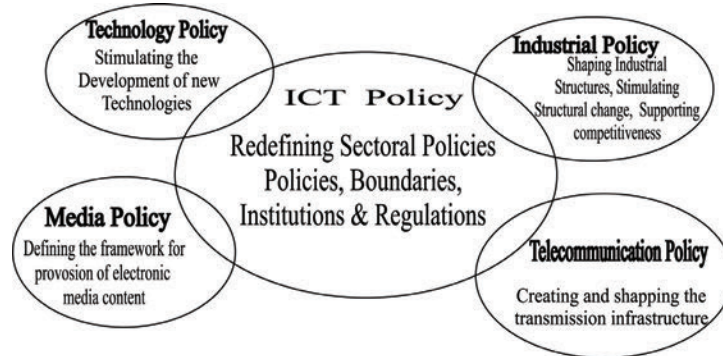 Technology Policy
Stimulating the
Development of new
Technologies
Industrial Policy
Shaping Industrial
Structures, Stimulating
Structural change, Supporting
competitiveness
ICT Policy
Redefining Sectoral Policies
Policies, Boundaries,
Institutions & Regulations
Media Policy
Defining the framework for
provosion of electronic
media content
Telecommunication Policy
Creating and shapping the
transmission infrastructure